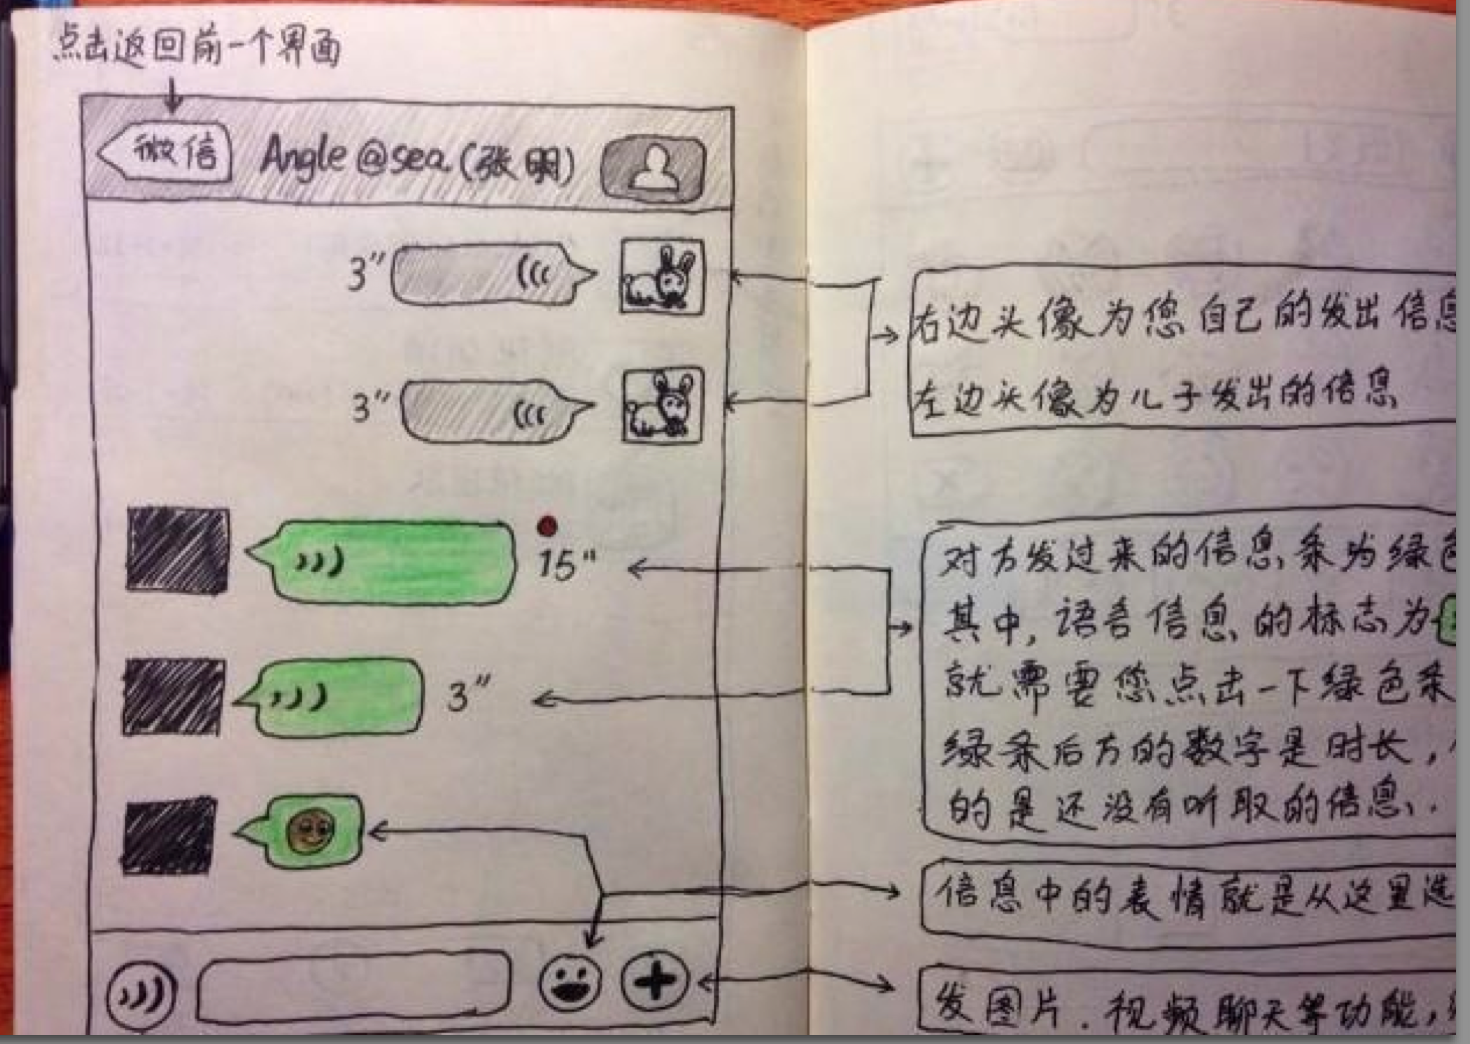 点击返回前一个界面
微信
Angle@sea.(张明)
3"
3"
15"
3"
右边头像为您自己的发出信息
左边头像为儿子发出的信息
对方发过来的信息条为绿色
其中,语言信息的标志为
就需要您点击一下绿色条
绿条后方的数字是时长,
的是还没有听取的信息.
信息中的表情就是从这里选
发图片.视频聊天等功能,